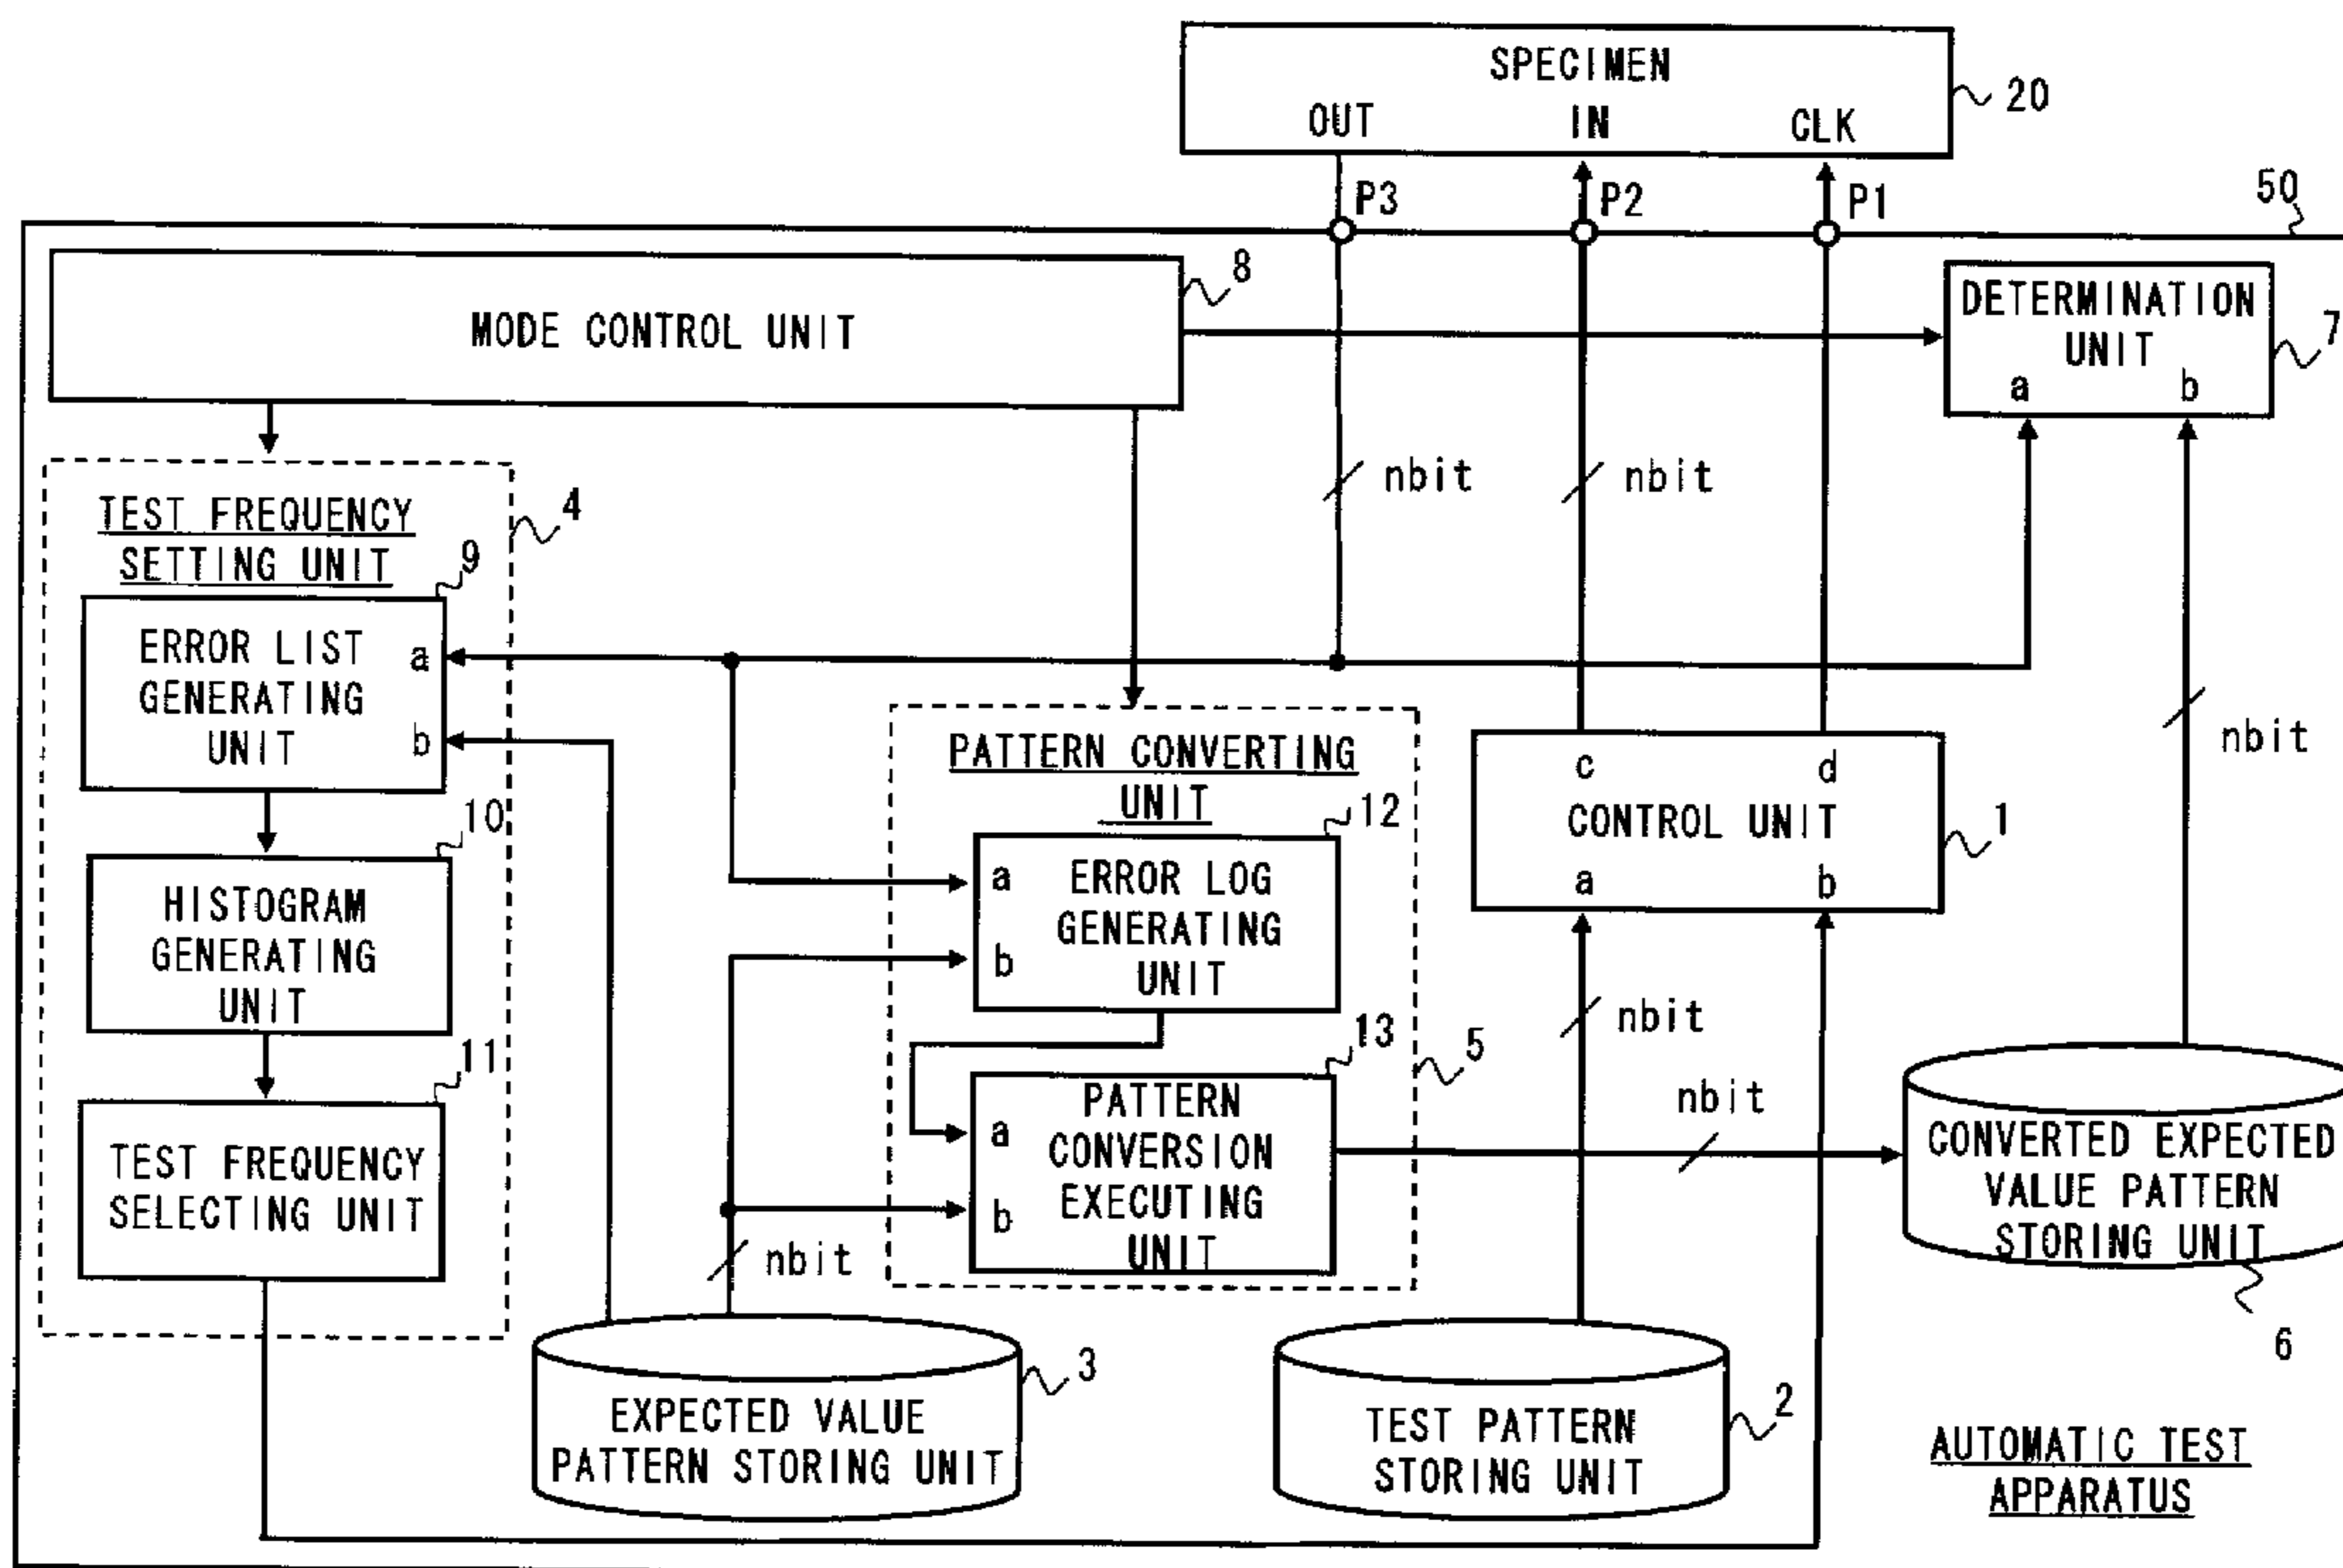 SPECIMEN
OUT IN CLK
20
P3 P2 P1
50
8
MODE CONTROL UNIT
DETERMINATION
UNIT
a b
7
nbit nbit
TEST FREQUENCY
SETTING UNIT
4
9
ERROR LIST
GENERATING
UNIT
a
b
10
HISTOGRAM
GENERATING
UNIT
11
TEST FREQUENCY
SELECTING UNIT
PATTERN CONVERTING
UNIT
12
a
b
ERROR LOG
GENERATING
UNIT
13
5
a
b
PATTERN
CONVERSION
EXECUTING
UNIT
nbit
c d
CONTROL UNIT
a b
1
nbit
nbit
nbit
CONVERTED EXPECTED
VALUE PATTERN
STORING UNIT
6
EXPECTED VALUE
PATTERN STORING UNIT
3
TEST PATTERN
STORING UNIT
2
AUTOMATIC TEST
APPARATUS